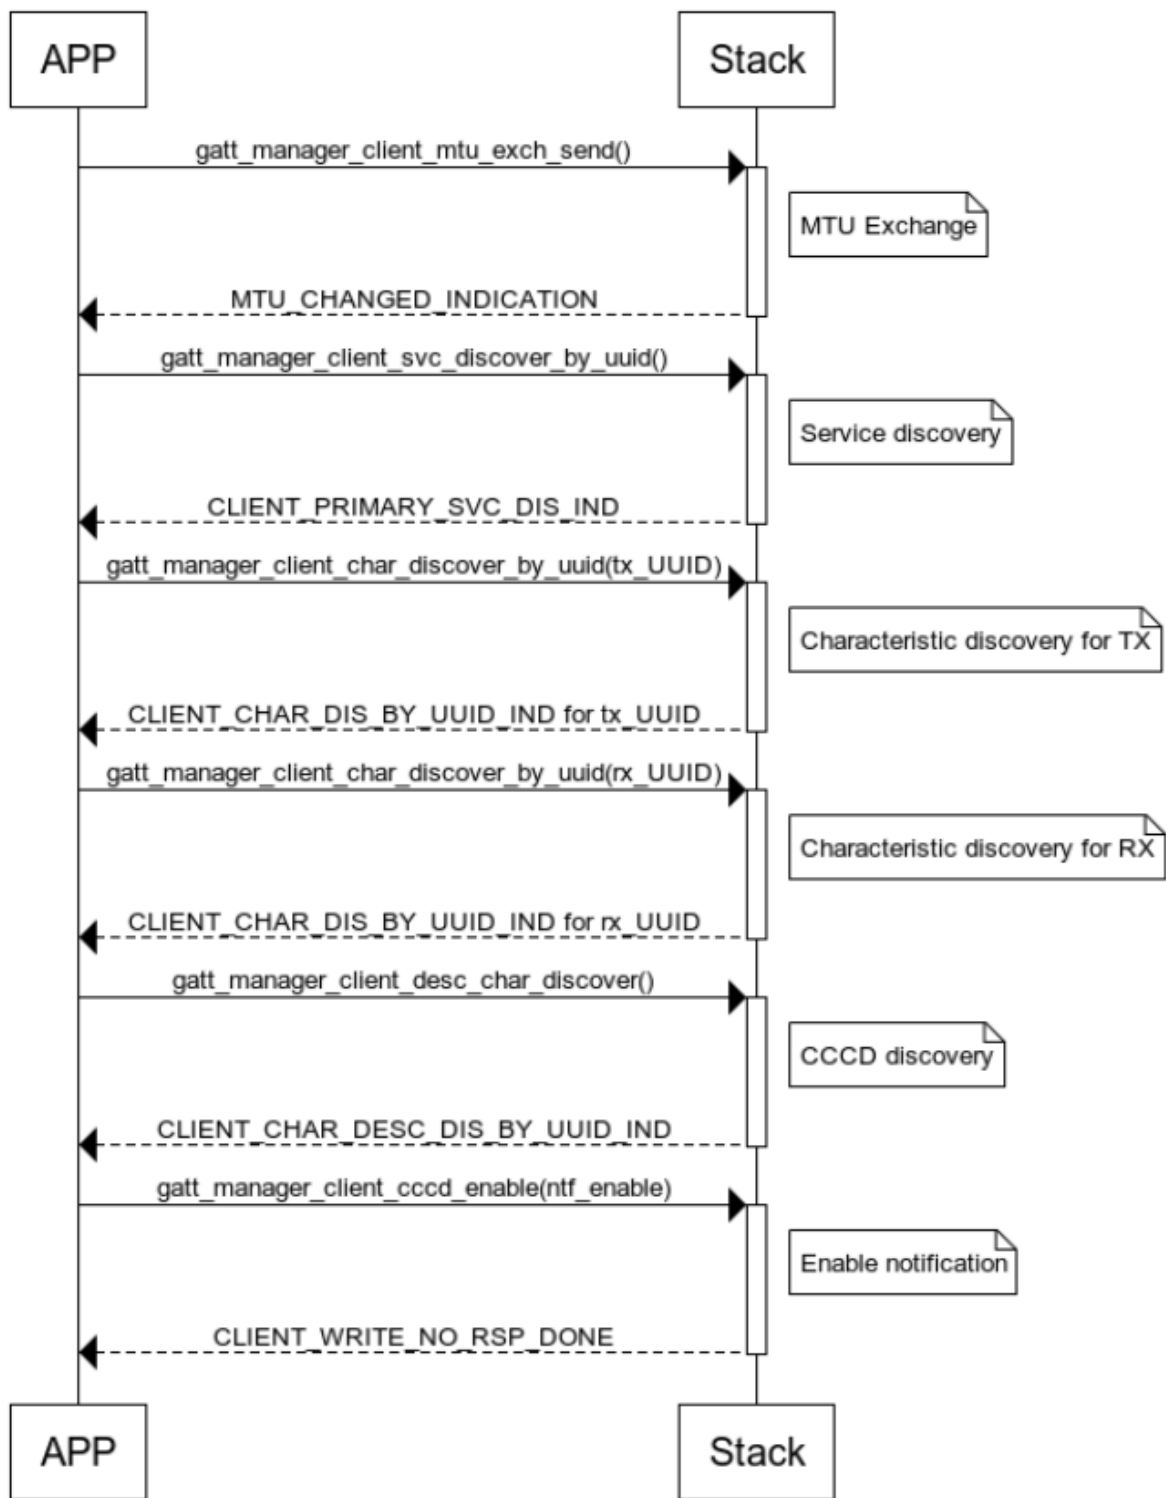 APP
Stack
gatt_manager_client_mtu_exch_send()
MTU Exchange
MTU_CHANGED_INDICATION
gatt_manager_client_svc_discover_by_uuid()
Service discovery
CLIENT_PRIMARY_SVC_DIS_IND
gatt_manager_client_char_discover_by_uuid(tx_UUID)
Characteristic discovery for TX
CLIENT_CHAR_DIS_BY_UUID_IND for tx_UUID
gatt_manager_client_char_discover_by_uuid(rx_UUID)
Characteristic discovery for RX
CLIENT_CHAR_DIS_BY_UUID_IND for rx_UUID
gatt_manager_client_desc_char_discover()
CCCD discovery
CLIENT_CHAR_DESC_DIS_BY_UUID_IND
gatt_manager_client_cccd_enable(ntf_enable)
Enable notification
CLIENT_WRITE_NO_RSP_DONE
APP
Stack